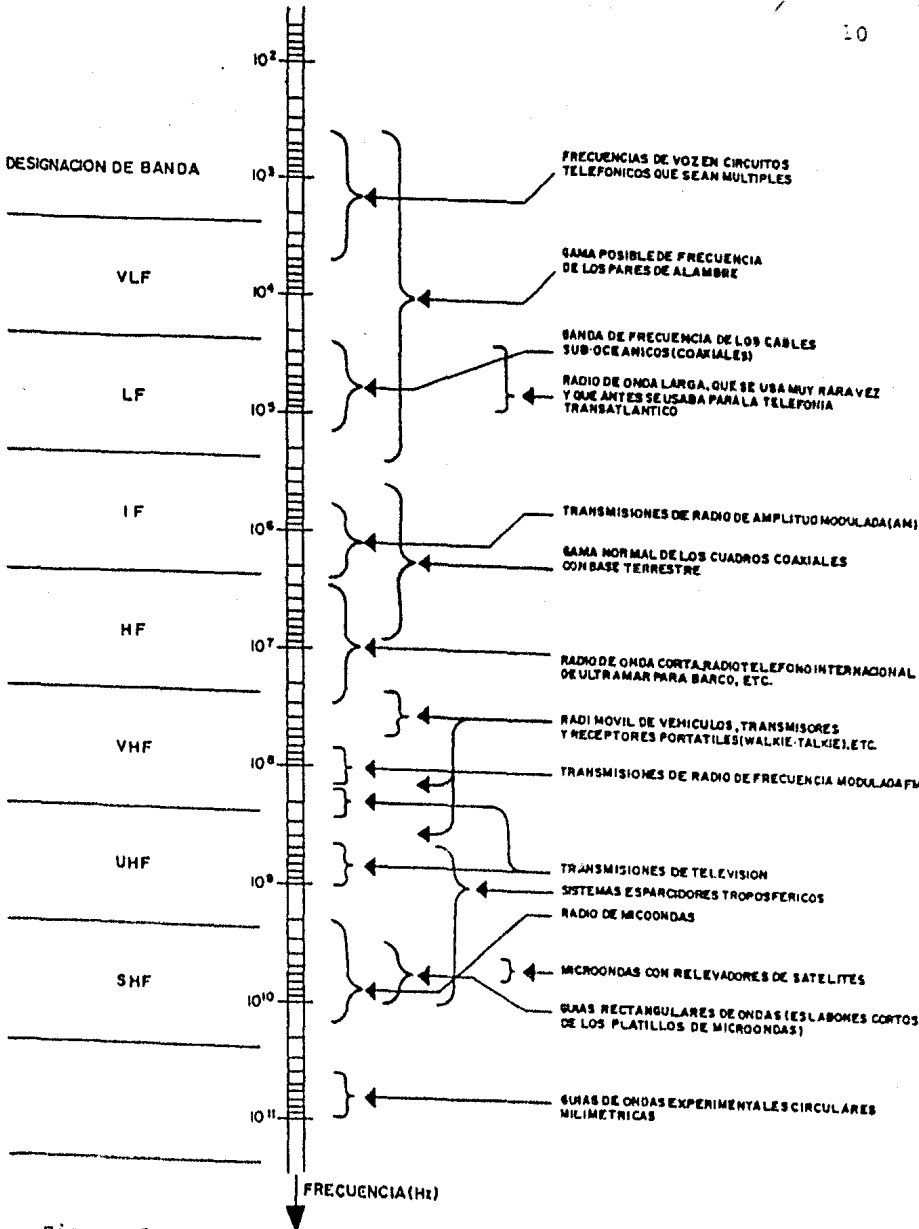 10
10²
DESIGNACION DE BANDA
10³
FRECUENCIAS DE VOZ EN CIRCUITOS
TELEFONICOS QUE SEAN MULTIPLES
VLF
10⁴
GAMA POSIBLE DE FRECUENCIA
DE LOS PARES DE ALAMBRE
BANDA DE FRECUENCIA DE LOS CABLES
SUB-OCEANICOS (COAXIALES)
LF
10⁵
RADIO DE ONDA LARGA, QUE SE USA MUY RARA VEZ
Y QUE ANTES SE USABA PARA LA TELEFONIA
TRANSATLANTICO
IF
10⁶
TRANSMISIONES DE RADIO DE AMPLITUD MODULADA (AM)
GAMA NORMAL DE LOS CUADROS COAXIALES
CON BASE TERRESTRE
HF
10⁷
RADIO DE ONDA CORTA, RADIO TELEFONO INTERNACIONAL
DE ULTRAMAR PARA BARCO, ETC.
RADI MOVIL DE VEHICULOS, TRANSMISORES
Y RECEPTORES PORTATILES (WALKIE-TALKIE), ETC.
VHF
10⁸
TRANSMISIONES DE RADIO DE FRECUENCIA MODULADA FM
UHF
10⁹
TRANSMISIONES DE TELEVISION
SISTEMAS ESPARCIDORES TROPOSFERICOS
RADIO DE MICOONDAS
SHF
10¹⁰
MICROONDAS CON RELEVADORES DE SATELITES
GUIAS RECTANGULARES DE ONDAS (ESLABONES CORTOS
DE LOS PLATILLOS DE MICROONDAS)
10¹¹
GUIAS DE ONDAS EXPERIMENTALES CIRCULARES
MILIMETRICAS
FRECUENCIA (Hz)